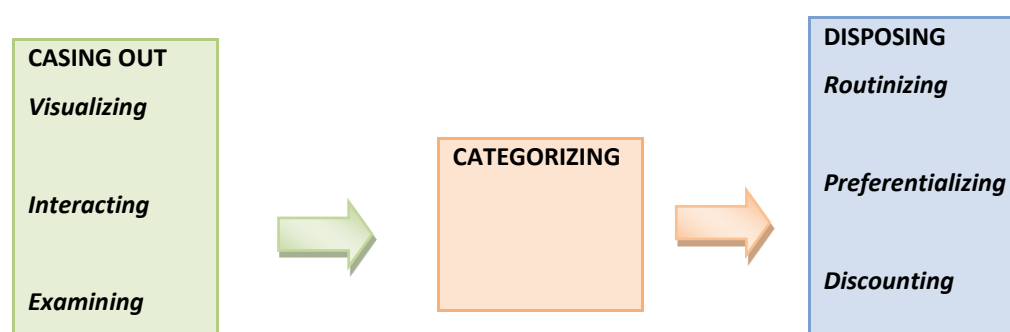 CASING OUT
Visualizing
Interacting
Examining
CATEGORIZING
DISPOSING
Routinizing
Preferentializing
Discounting